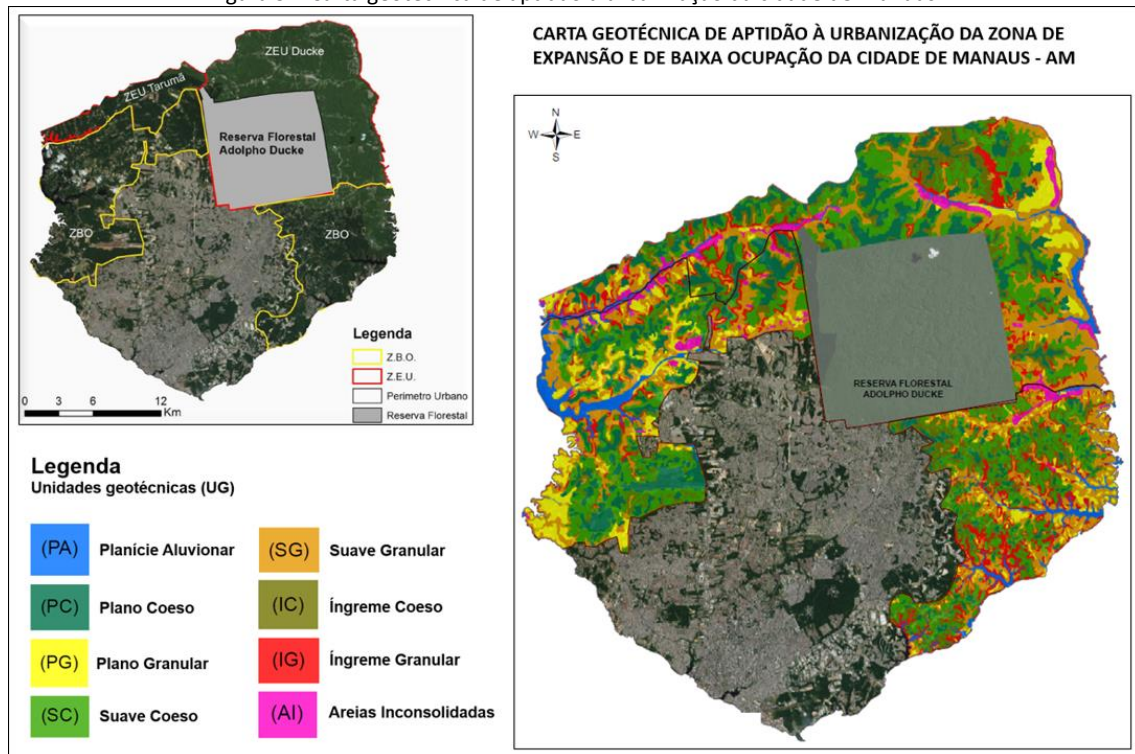 CARTA GEOTÉCNICA DE APTIDÃO À URBANIZAÇÃO DA ZONA DE
EXPANSÃO E DE BAIXA OCUPAÇÃO DA CIDADE DE MANAUS - AM
ZEU Ducke
ZEU Tarumã
Reserva Florestal
Adolpho Ducke
ZBO
ZBO
Legenda
Z.B.O.
Z.E.U.
Perimetro Urbano
Reserva Florestal
0 3 6 12
Km
N
W E
S
RESERVA FLORESTAL
ADOLPHO DUCKE
Legenda
Unidades geotécnicas (UG)
(PA) Planície Aluvionar
(PC) Plano Coeso
(PG) Plano Granular
(SC) Suave Coeso
(SG) Suave Granular
(IC) Íngreme Coeso
(IG) Íngreme Granular
(AI) Areias Inconsolidadas